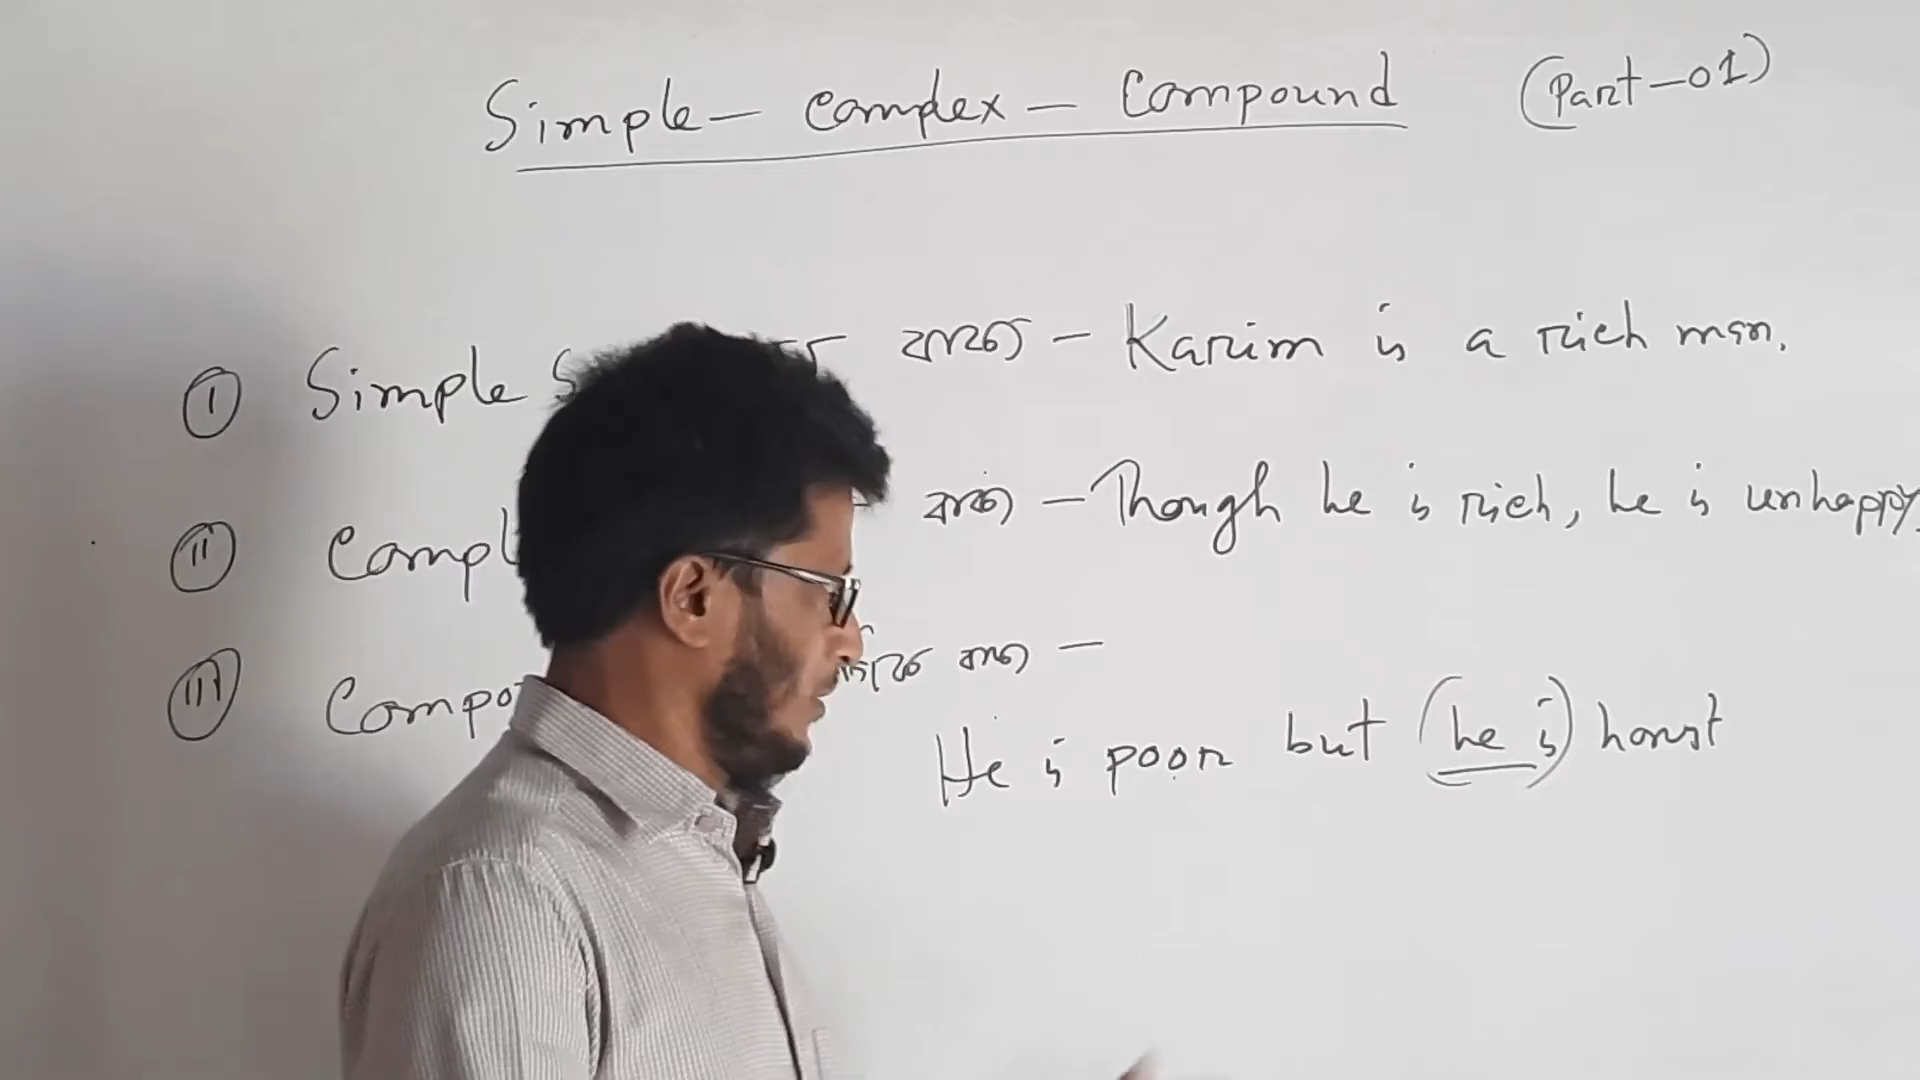 Simple – Complex – Compound (Part-01)
① Simple S বাক্য – Karim is a rich man.
② Compl বাক্য – Though he is rich, he is unhappy.
③ Compo বাক্য –
He is poor but (he is) honest